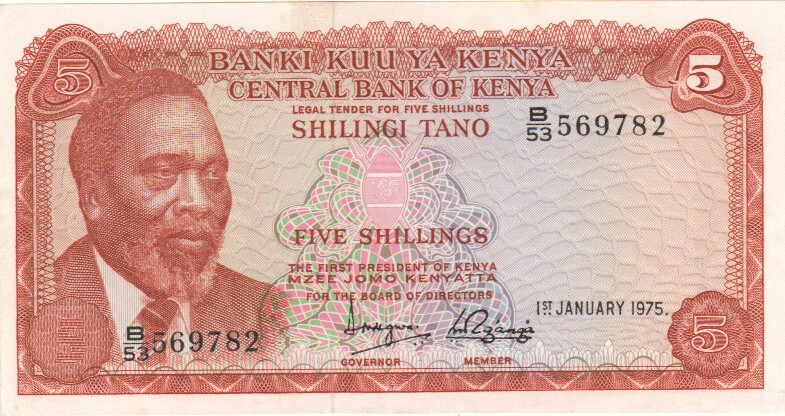 5 BANKI KUU YA KENYA 5
CENTRAL BANK OF KENYA
LEGAL TENDER FOR FIVE SHILLINGS
SHILINGI TANO B/53 569782
FIVE SHILLINGS
THE FIRST PRESIDENT OF KENYA
MZEE JOMO KENYATTA
FOR THE BOARD OF DIRECTORS
1ST JANUARY 1975.
B/53 569782 5
GOVERNOR MEMBER